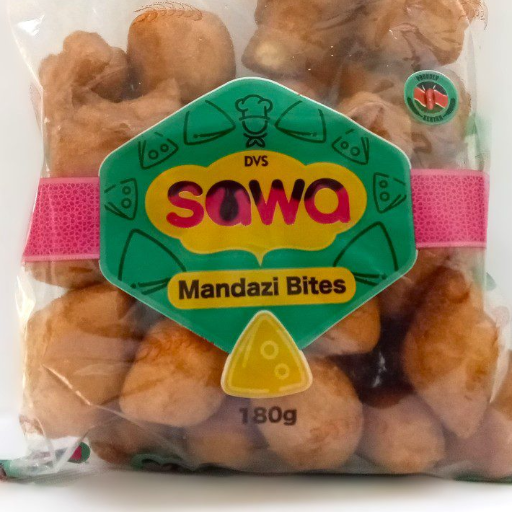 DVS
sawa
Mandazi Bites
180g